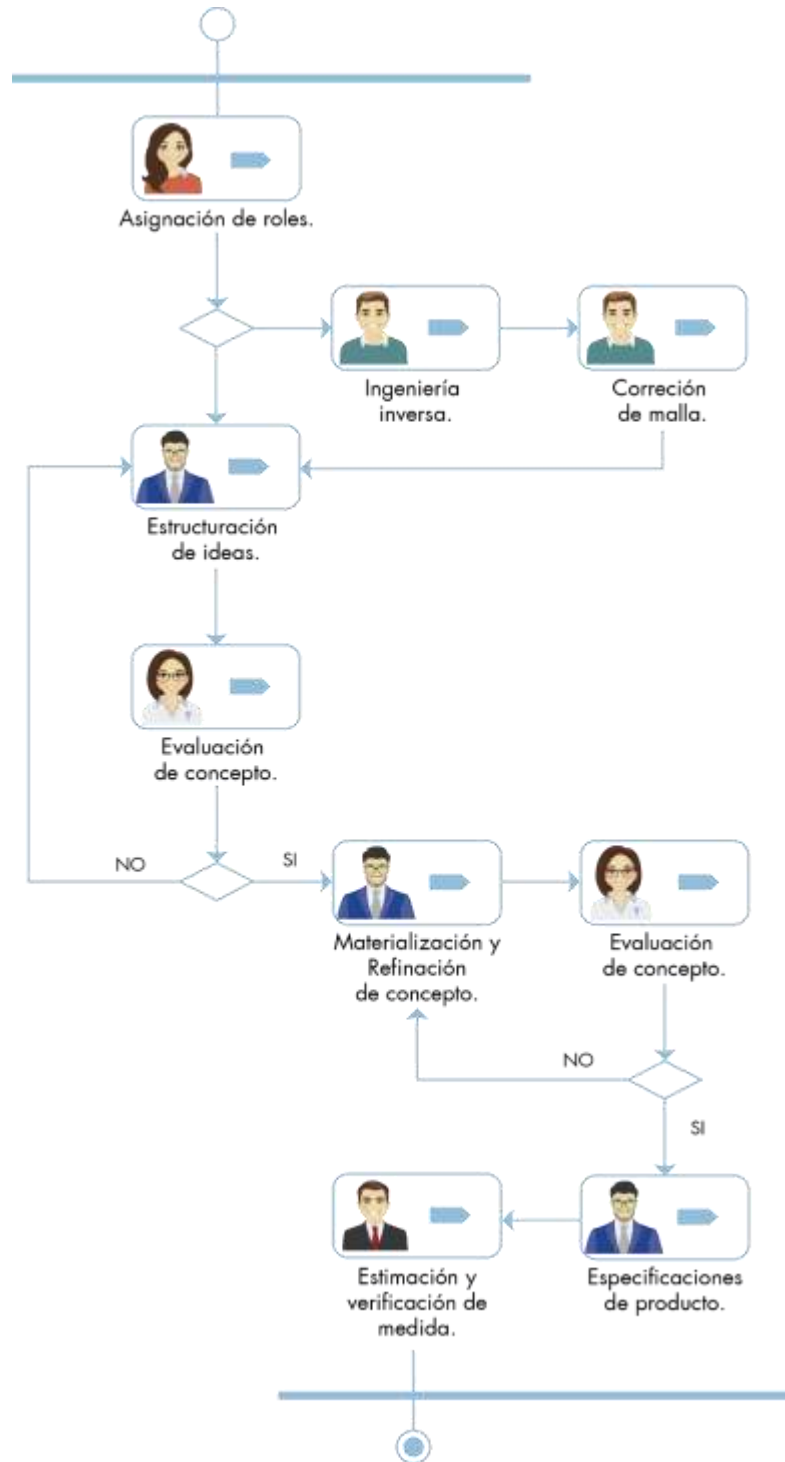 Asignación de roles.
Ingeniería
inversa.
Correción
de malla.
Estructuración
de ideas.
Evaluación
de concepto.
NO
SI
Materialización y
Refinación
de concepto.
Evaluación
de concepto.
NO
SI
Estimación y
verificación de
medida.
Especificaciones
de producto.